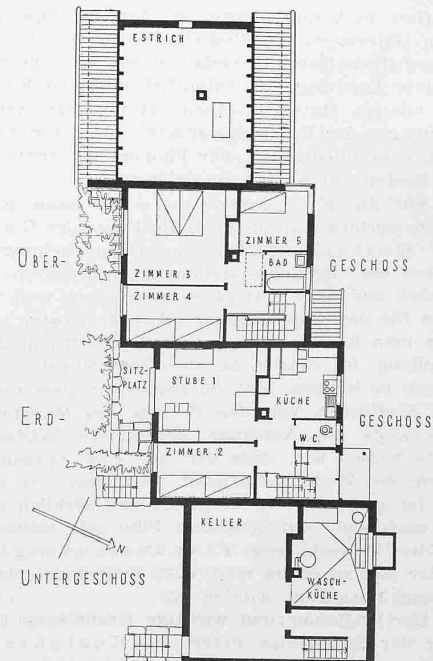 ESTRICH
ZIMMER 5
OBER-
BAD
GESCHOSS
ZIMMER 3
ZIMMER 4
SITZ-
PLATZ
STUBE 1
KÜCHE
ERD-
GESCHOSS
W.C.
ZIMMER 2
KELLER
N
UNTERGESCHOSS
WASCH-
KÜCHE